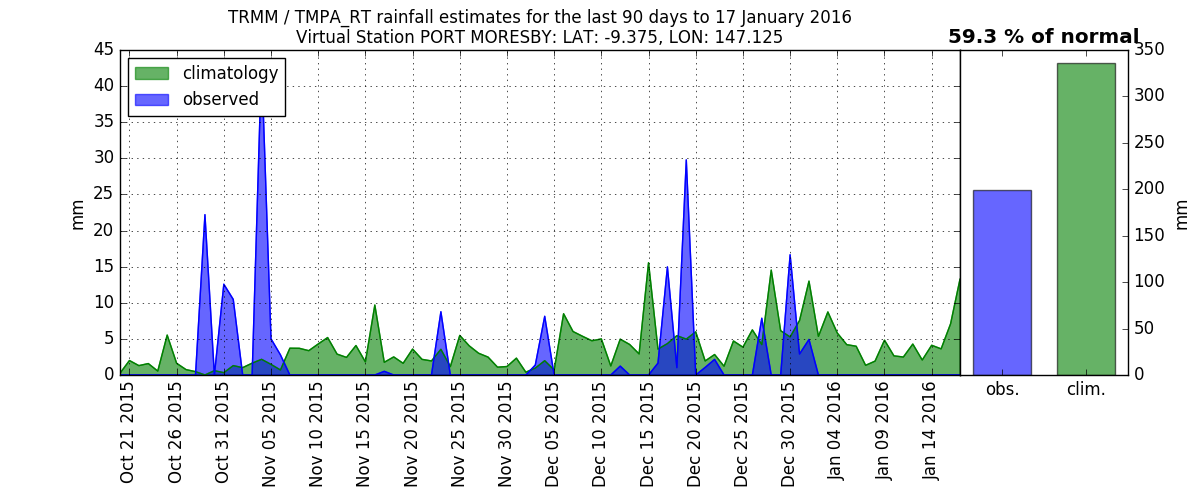 TRMM / TMPA_RT rainfall estimates for the last 90 days to 17 January 2016
Virtual Station PORT MORESBY: LAT: -9.375, LON: 147.125
59.3 % of normal
climatology
observed
mm
45
40
35
30
25
20
15
10
5
0
Oct 21 2015
Oct 26 2015
Oct 31 2015
Nov 05 2015
Nov 10 2015
Nov 15 2015
Nov 20 2015
Nov 25 2015
Nov 30 2015
Dec 05 2015
Dec 10 2015
Dec 15 2015
Dec 20 2015
Dec 25 2015
Dec 30 2015
Jan 04 2016
Jan 09 2016
Jan 14 2016
obs.
clim.
350
300
250
200
150
100
50
0
mm